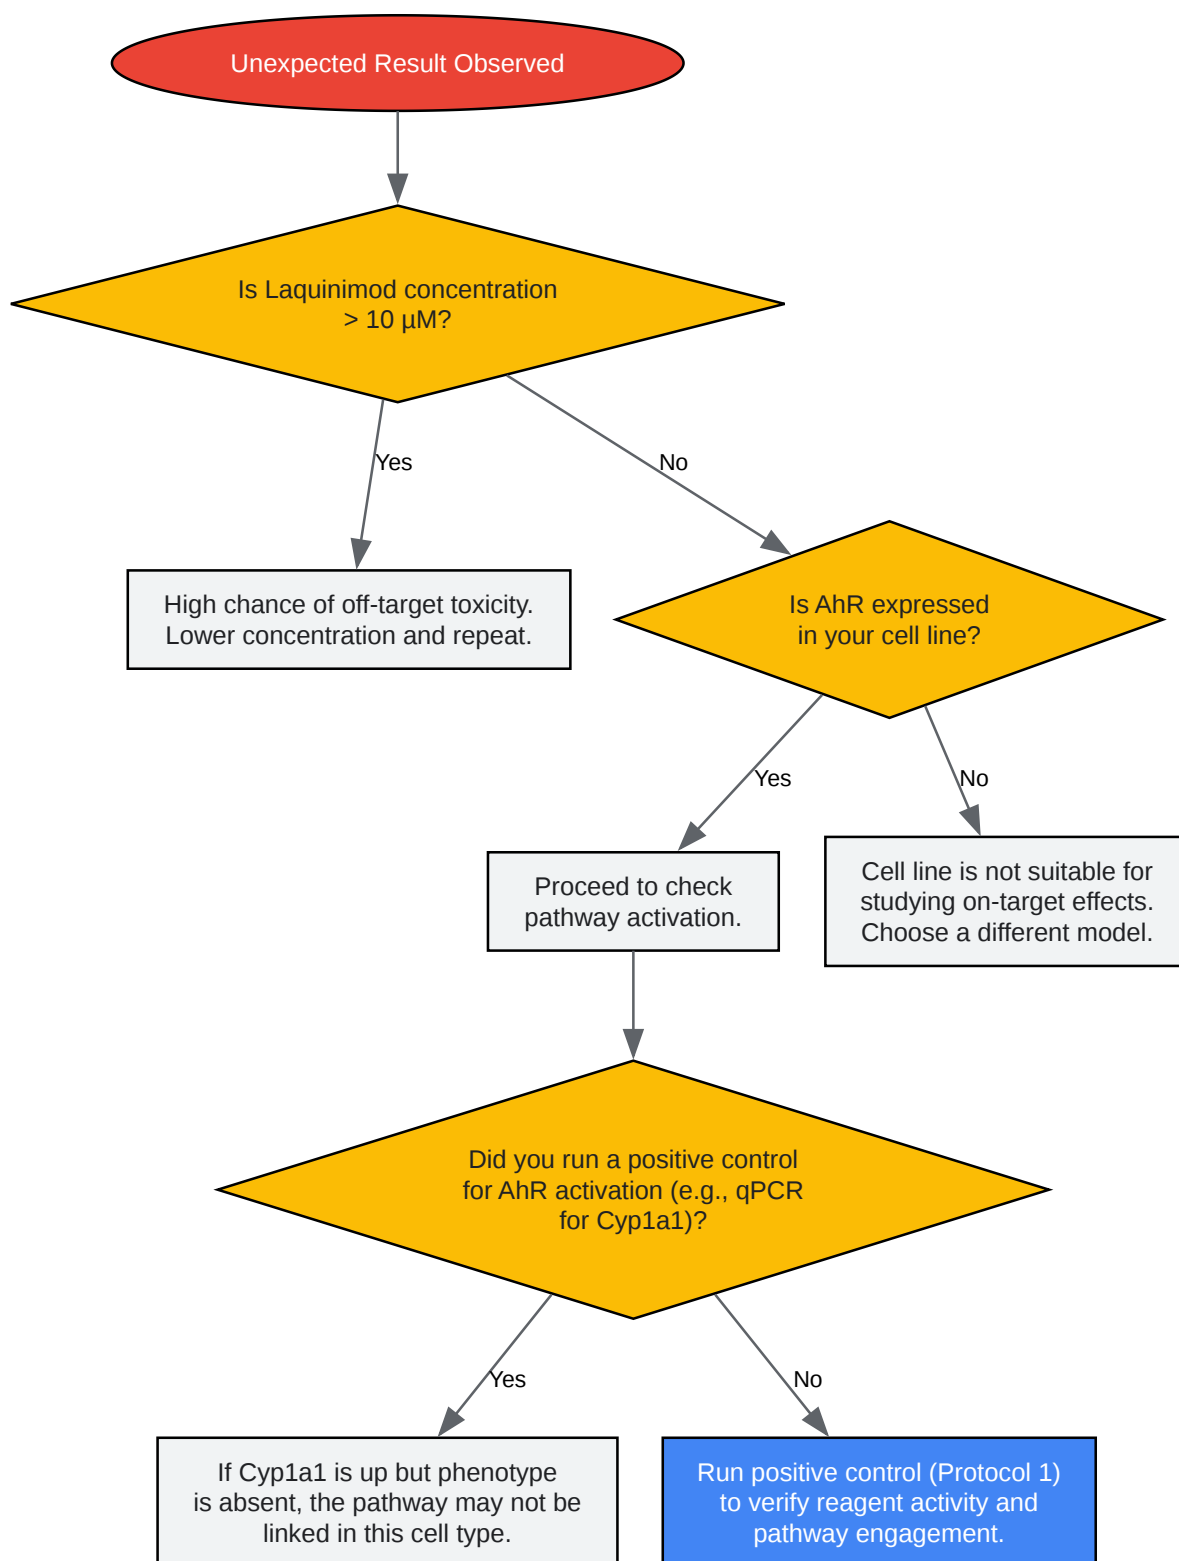 Unexpected Result Observed
Is Laquinimod concentration
> 10 µM?
Yes
No
High chance of off-target toxicity.
Lower concentration and repeat.
Is AhR expressed
in your cell line?
Yes
No
Proceed to check
pathway activation.
Cell line is not suitable for
studying on-target effects.
Choose a different model.
Did you run a positive control
for AhR activation (e.g., qPCR
for Cyp1a1)?
Yes
No
If Cyp1a1 is up but phenotype
is absent, the pathway may not be
linked in this cell type.
Run positive control (Protocol 1)
to verify reagent activity and
pathway engagement.